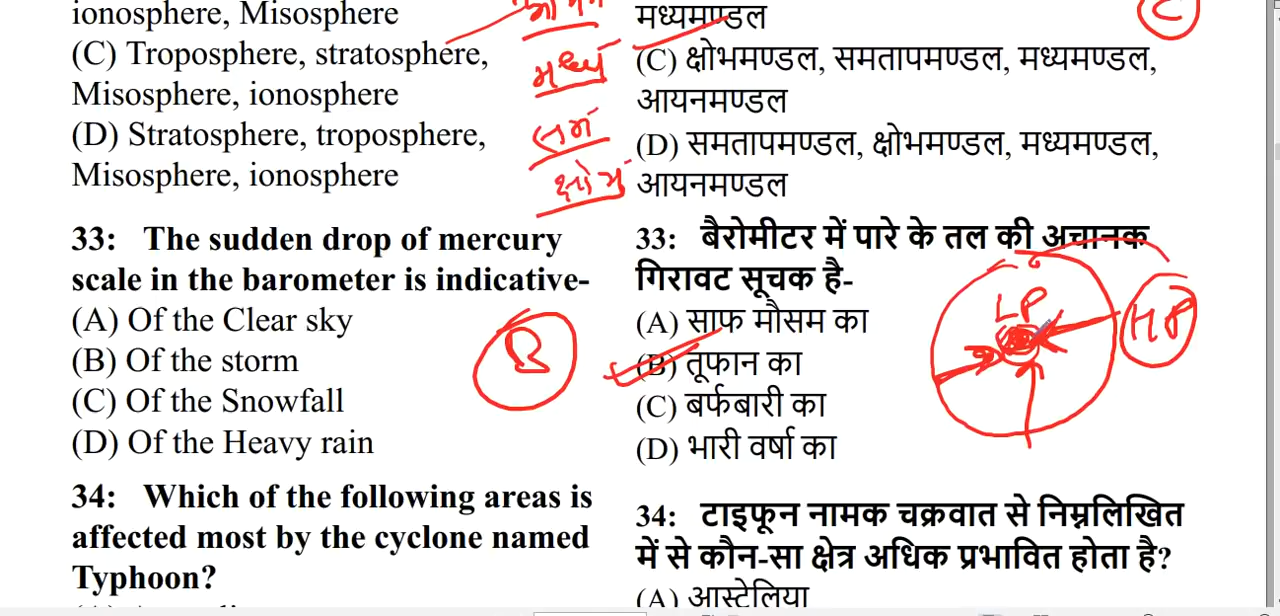 ionosphere, Misosphere
(C) Troposphere, stratosphere,
Misosphere, ionosphere
(D) Stratosphere, troposphere,
Misosphere, ionosphere
33: The sudden drop of mercury
scale in the barometer is indicative-
(A) Of the Clear sky
(B) Of the storm
(C) Of the Snowfall
(D) Of the Heavy rain
B
34: Which of the following areas is
affected most by the cyclone named
Typhoon?
मध्य
सम
क्षोभ
मध्यमण्डल
C
(C) क्षोभमण्डल, समतापमण्डल, मध्यमण्डल,
आयनमण्डल
(D) समतापमण्डल, क्षोभमण्डल, मध्यमण्डल,
आयनमण्डल
33: बैरोमीटर में पारे के तल की अचानक
गिरावट सूचक है-
(A) साफ मौसम का
(B) तूफान का
(C) बर्फबारी का
(D) भारी वर्षा का
LP
HP
34: टाइफून नामक चक्रवात से निम्नलिखित
में से कौन-सा क्षेत्र अधिक प्रभावित होता है?
(A) आस्टेलिया